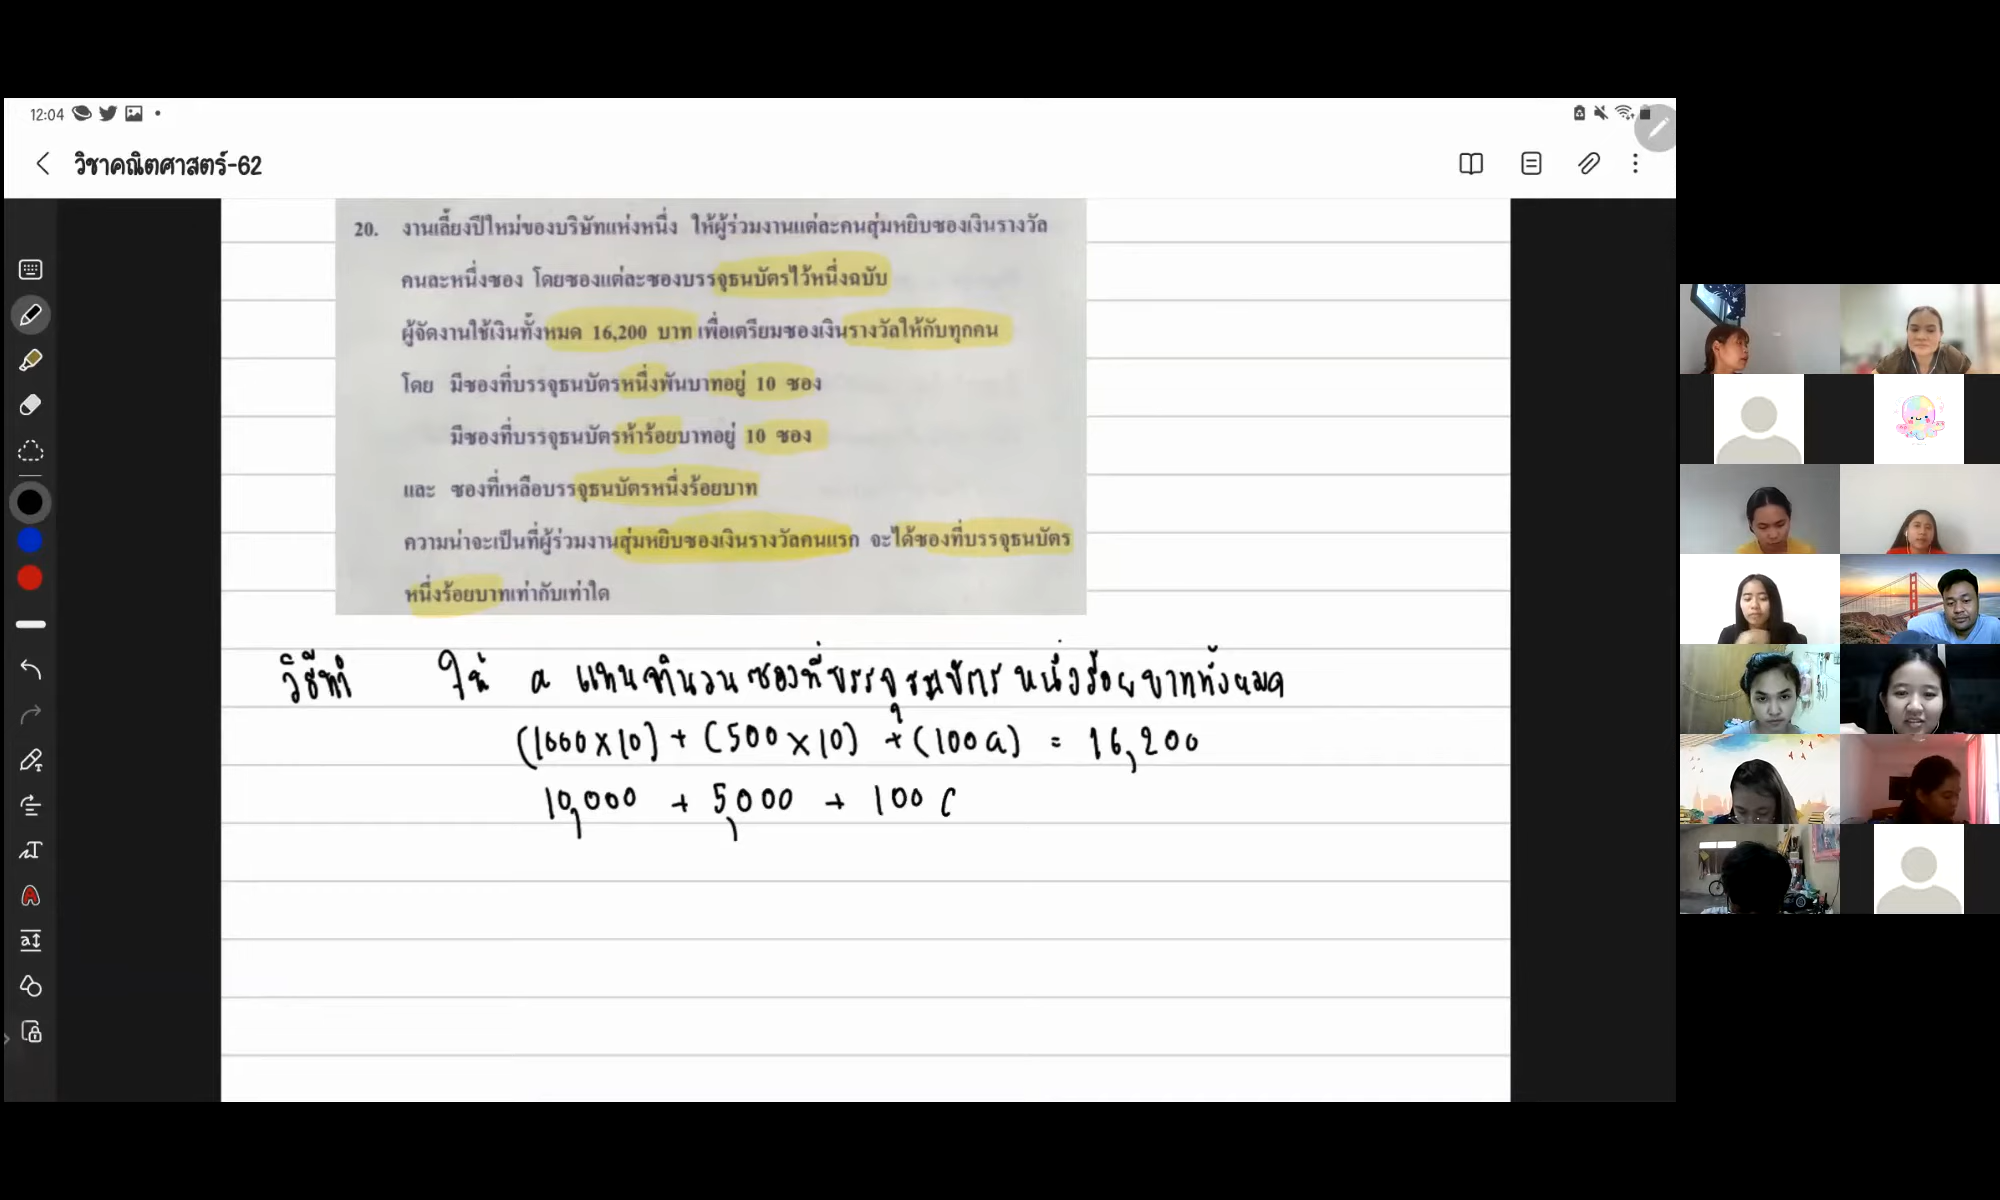 12:04
วิชาคณิตศาสตร์-62
20. งานเลี้ยงปีใหม่ของบริษัทแห่งหนึ่ง ให้ผู้ร่วมงานแต่ละคนสุ่มหยิบซองเงินรางวัล
คนละหนึ่งซอง โดยซองแต่ละซองบรรจุธนบัตรไว้หนึ่งฉบับ
ผู้จัดงานใช้เงินทั้งหมด 16,200 บาท เพื่อเตรียมซองเงินรางวัลให้กับทุกคน
โดย มีซองที่บรรจุธนบัตรหนึ่งพันบาทอยู่ 10 ซอง
มีซองที่บรรจุธนบัตรห้าร้อยบาทอยู่ 10 ซอง
และ ซองที่เหลือบรรจุธนบัตรหนึ่งร้อยบาท
ความน่าจะเป็นที่ผู้ร่วมงานสุ่มหยิบซองเงินรางวัลคนแรก จะได้ซองที่บรรจุธนบัตร
หนึ่งร้อยบาทเท่ากับเท่าใด
วิธีทำ ให้ a แทนจำนวนซองที่บรรจุธนบัตรหนึ่งร้อยบาททั้งหมด
(1000 x 10) + (500 x 10) + (100a) = 16,200
10,000 + 5,000 + 100 (